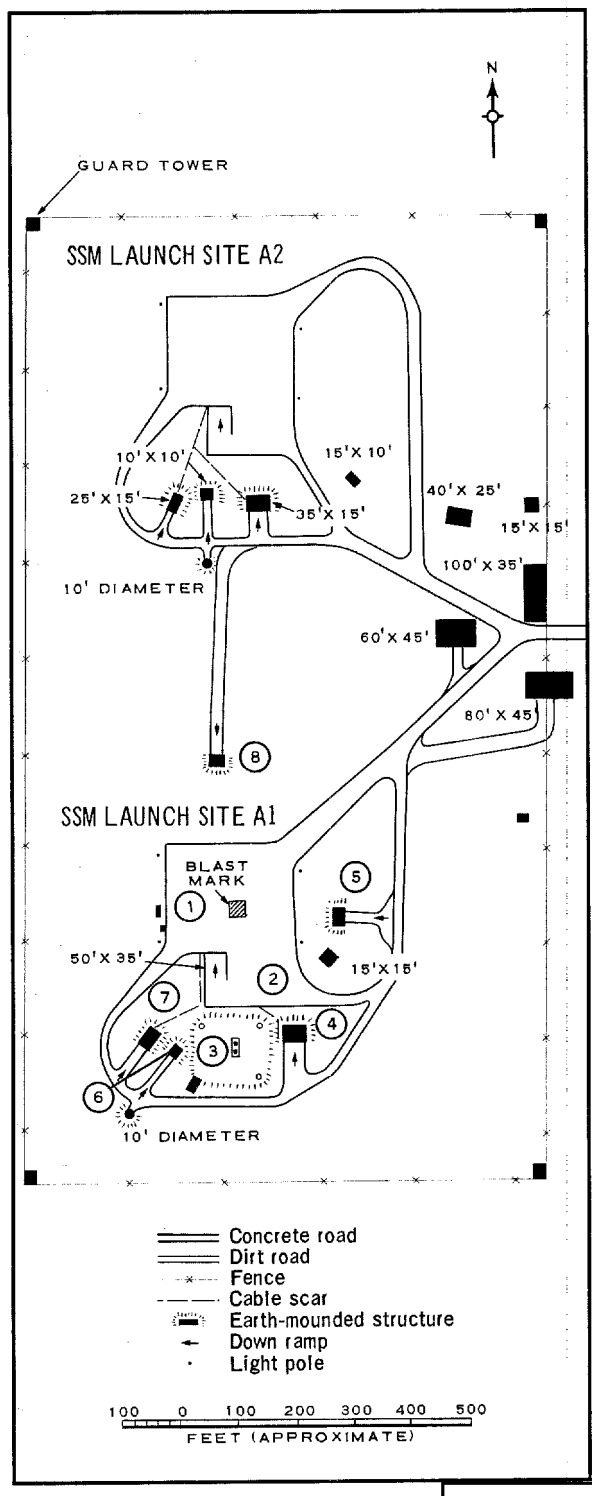 N
GUARD TOWER
SSM LAUNCH SITE A2
10' X 10'
15' X 10'
25' X 15'
35' X 15'
40' X 25'
15' X 15'
100' X 35'
10' DIAMETER
60' X 45'
80' X 45'
8
SSM LAUNCH SITE A1
BLAST
MARK
5
1
50' X 35'
15' X 15'
2
7
4
3
6
10' DIAMETER
Concrete road
Dirt road
Fence
Cable scar
Earth-mounded structure
Down ramp
Light pole
100 0 100 200 300 400 500
FEET (APPROXIMATE)